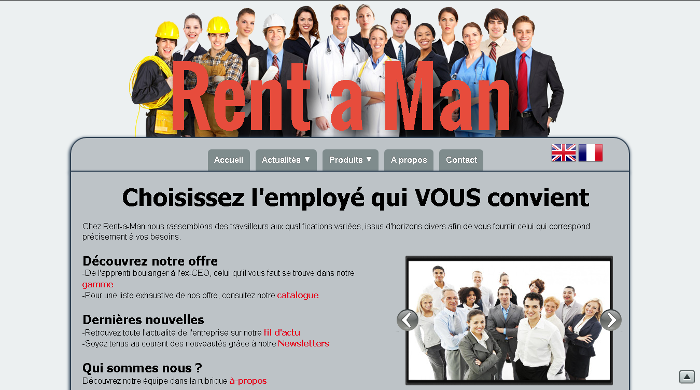 Rent a Man
Accueil
Actualités ▼
Produits ▼
A propos
Contact
Choisissez l'employé qui VOUS convient
Chez Rent-a-Man nous rassemblons des travailleurs aux qualifications variées, issus d'horizons divers afin de vous fournir celui qui correspond
précisément à vos besoins.
Découvrez notre offre
-De l'apprenti boulanger à l'ex CEO, celui qu'il vous faut se trouve dans notre
gamme
-Pour une liste exhaustive de nos offre, consultez notre catalogue
Dernières nouvelles
-Retrouvez toute l'actualité de l'entreprise sur notre fil d'actu
-Soyez tenus au courant des nouveautés grâce à notre Newsletters
Qui sommes nous ?
Découvrez notre équipe dans la rubrique à propos